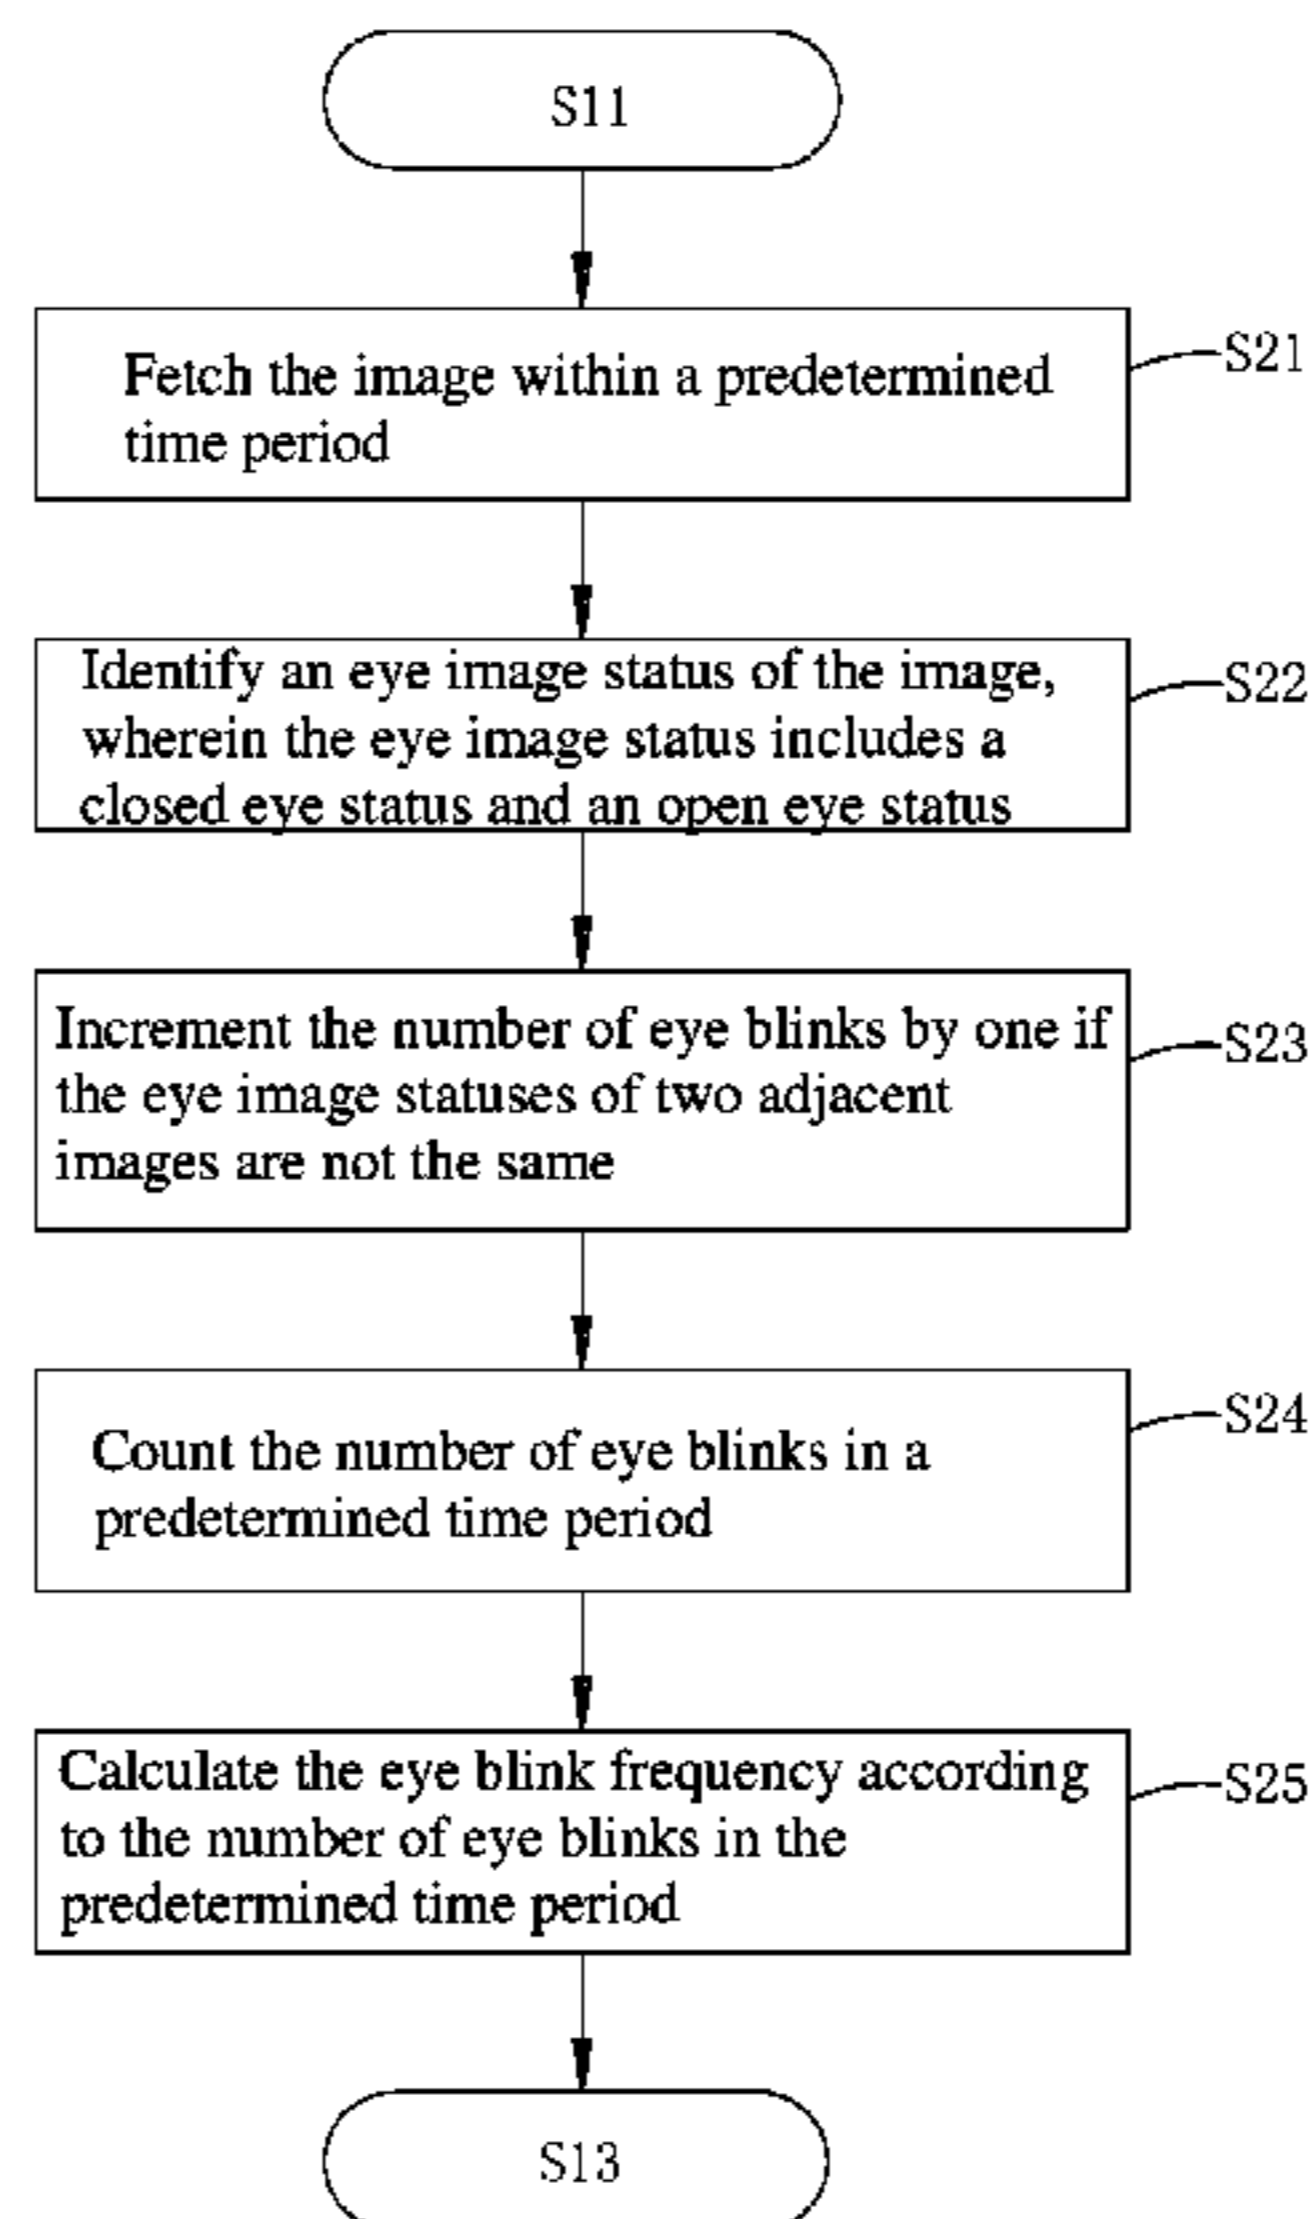 S11
Fetch the image within a predetermined
time period
S21
Identify an eye image status of the image,
wherein the eye image status includes a
closed eye status and an open eye status
S22
Increment the number of eye blinks by one if
the eye image statuses of two adjacent
images are not the same
S23
Count the number of eye blinks in a
predetermined time period
S24
Calculate the eye blink frequency according
to the number of eye blinks in the
predetermined time period
S25
S13